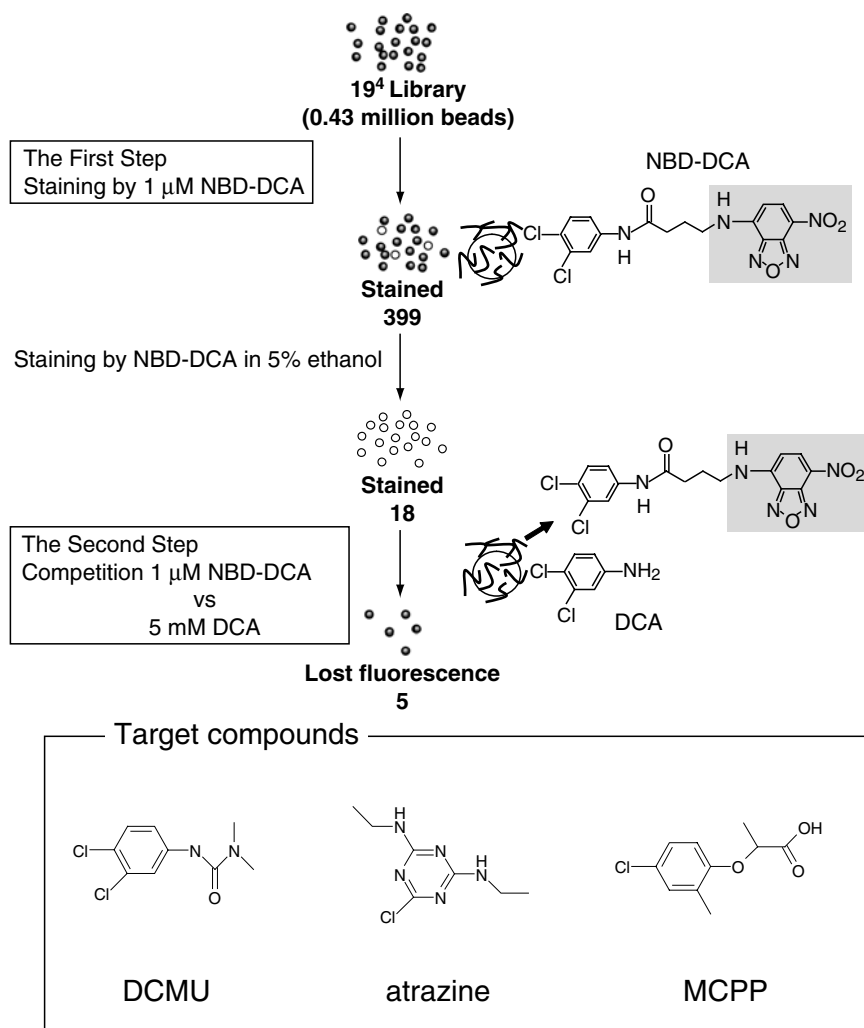 19⁴ Library
(0.43 million beads)
The First Step
Staining by 1 μM NBD-DCA
NBD-DCA
Cl
Cl
N
H
O
H
N
NO₂
N
O
N
Stained
399
Staining by NBD-DCA in 5% ethanol
Stained
18
Cl
Cl
N
H
O
H
N
NO₂
N
O
N
The Second Step
Competition 1 μM NBD-DCA
vs
5 mM DCA
Cl
Cl
NH₂
DCA
Lost fluorescence
5
Target compounds
Cl
Cl
H
N
N
O
H
N
N
N
N
H
N
Cl
Cl
O
OH
O
DCMU
atrazine
MCPP